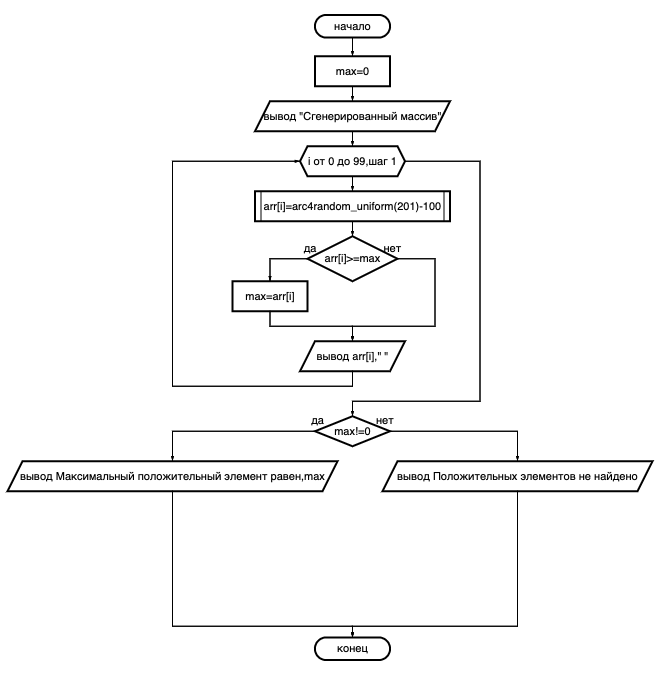 начало
max=0
вывод "Сгенерированный массив"
i от 0 до 99,шаг 1
arr[i]=arc4random_uniform(201)-100
да
нет
arr[i]>=max
max=arr[i]
вывод arr[i]," "
да
нет
max!=0
вывод Максимальный положительный элемент равен,max
вывод Положительных элементов не найдено
конец